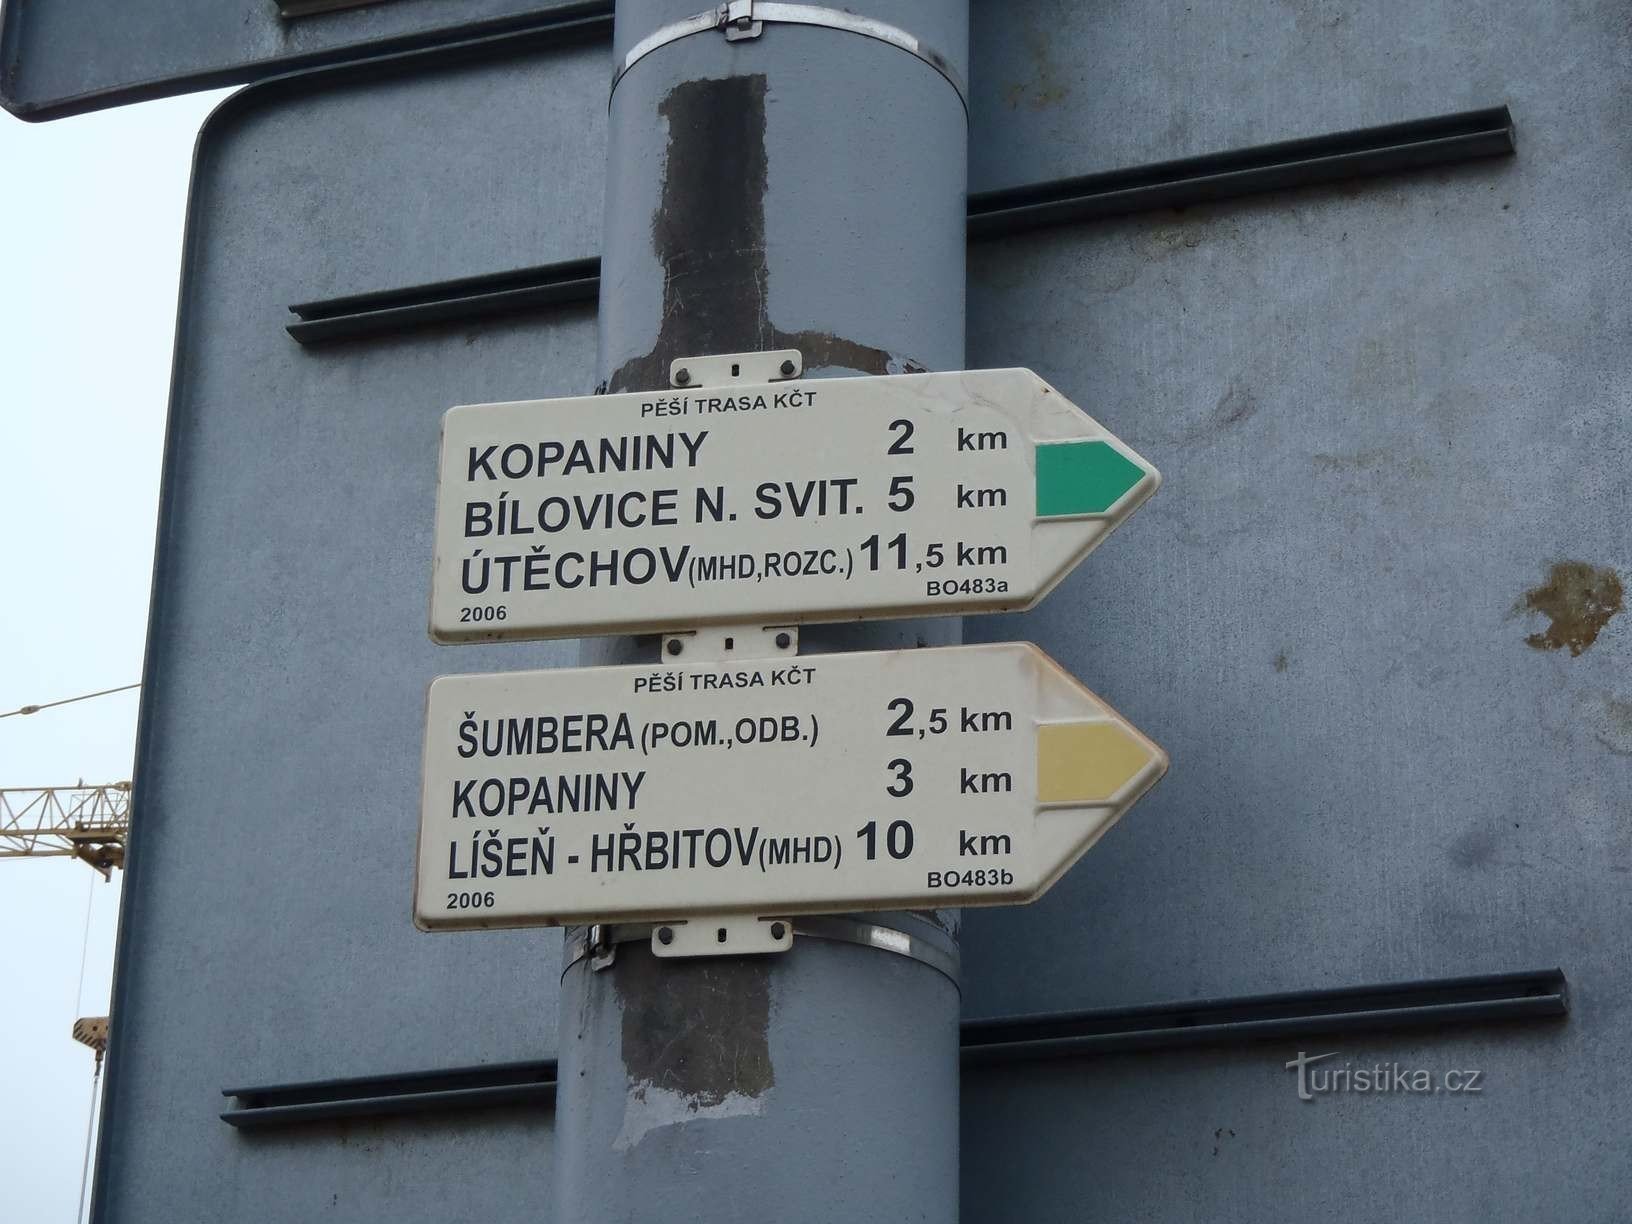 PĚŠÍ TRASA KČT
KOPANINY 2 km
BÍLOVICE N. SVIT. 5 km
ÚTĚCHOV(MHD,ROZC.) 11,5 km
BO483a
2006
PĚŠÍ TRASA KČT
ŠUMBERA (POM.,ODB.) 2,5 km
KOPANINY 3 km
LÍŠEŇ - HŘBITOV(MHD) 10 km
BO483b
2006
Turistika.cz